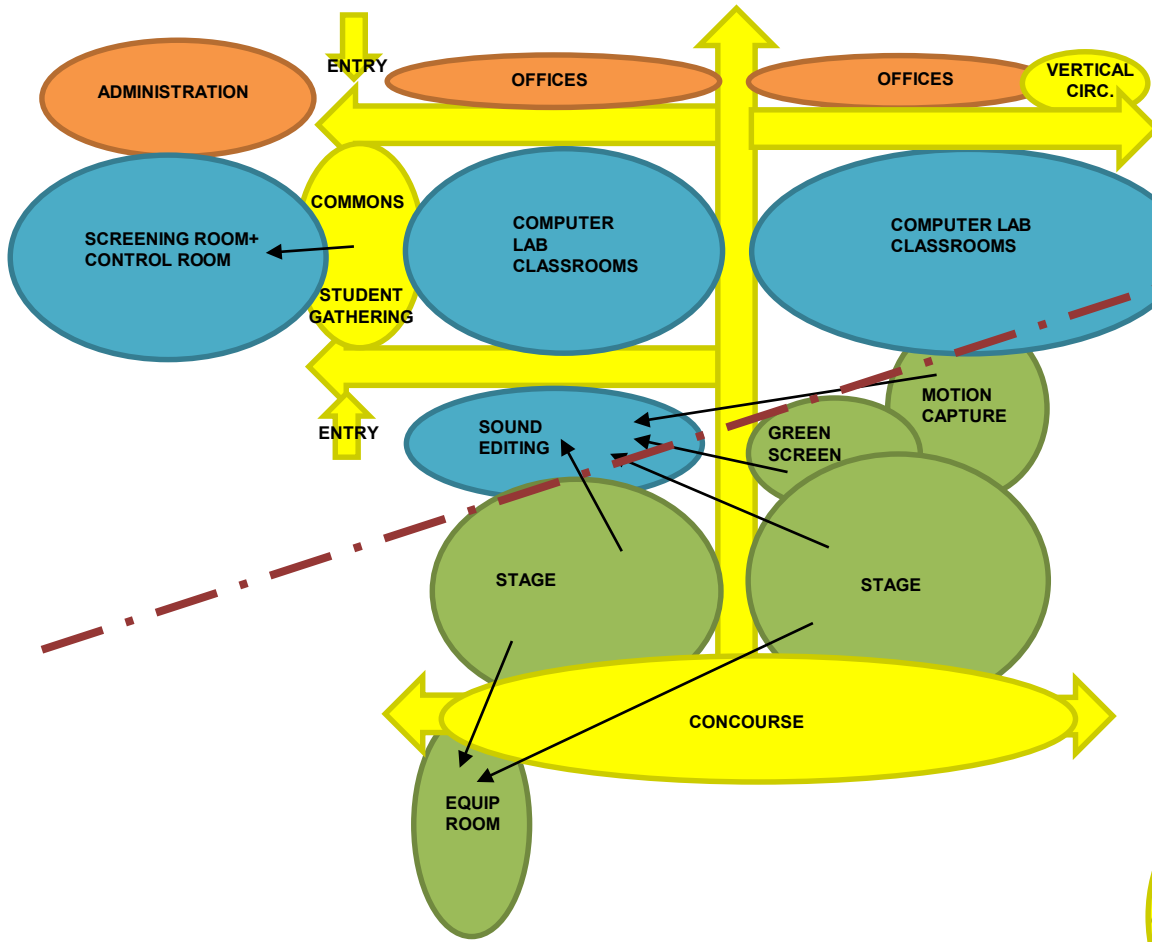 ENTRY
ADMINISTRATION
OFFICES
OFFICES
VERTICAL
CIRC.
COMMONS
SCREENING ROOM+
CONTROL ROOM
STUDENT
GATHERING
COMPUTER
LAB
CLASSROOMS
COMPUTER LAB
CLASSROOMS
ENTRY
SOUND
EDITING
GREEN
SCREEN
MOTION
CAPTURE
STAGE
STAGE
CONCOURSE
EQUIP
ROOM